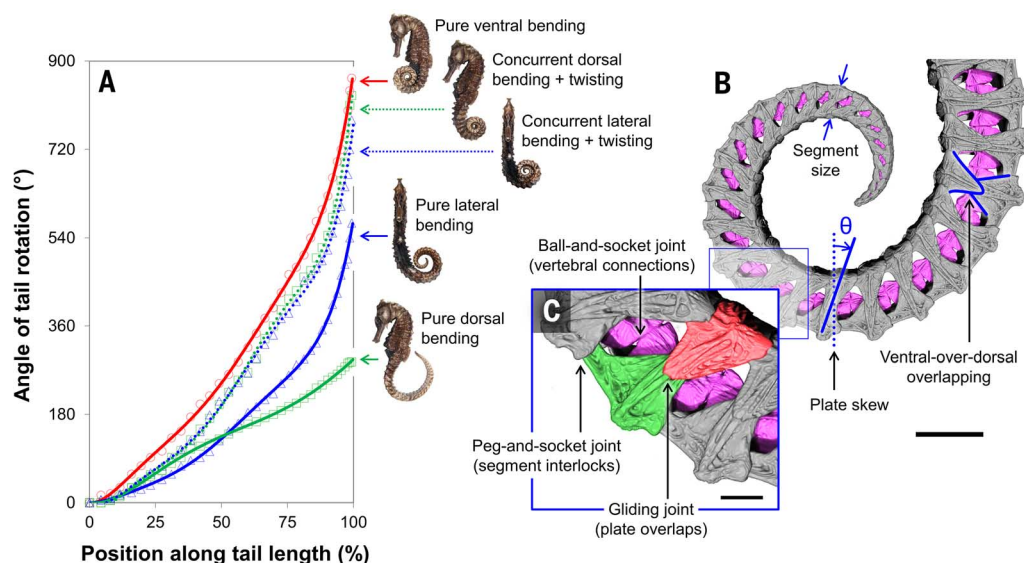 A
900
720
540
360
180
0
0
25
50
75
100
Angle of tail rotation (°)
Position along tail length (%)
Pure ventral bending
Concurrent dorsal
bending + twisting
Concurrent lateral
bending + twisting
Pure lateral
bending
Pure dorsal
bending
B
Segment
size
θ
Ventral-over-dorsal
overlapping
Plate skew
Ball-and-socket joint
(vertebral connections)
C
Peg-and-socket joint
(segment interlocks)
Gliding joint
(plate overlaps)